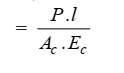 = P.l / A_c.E_c